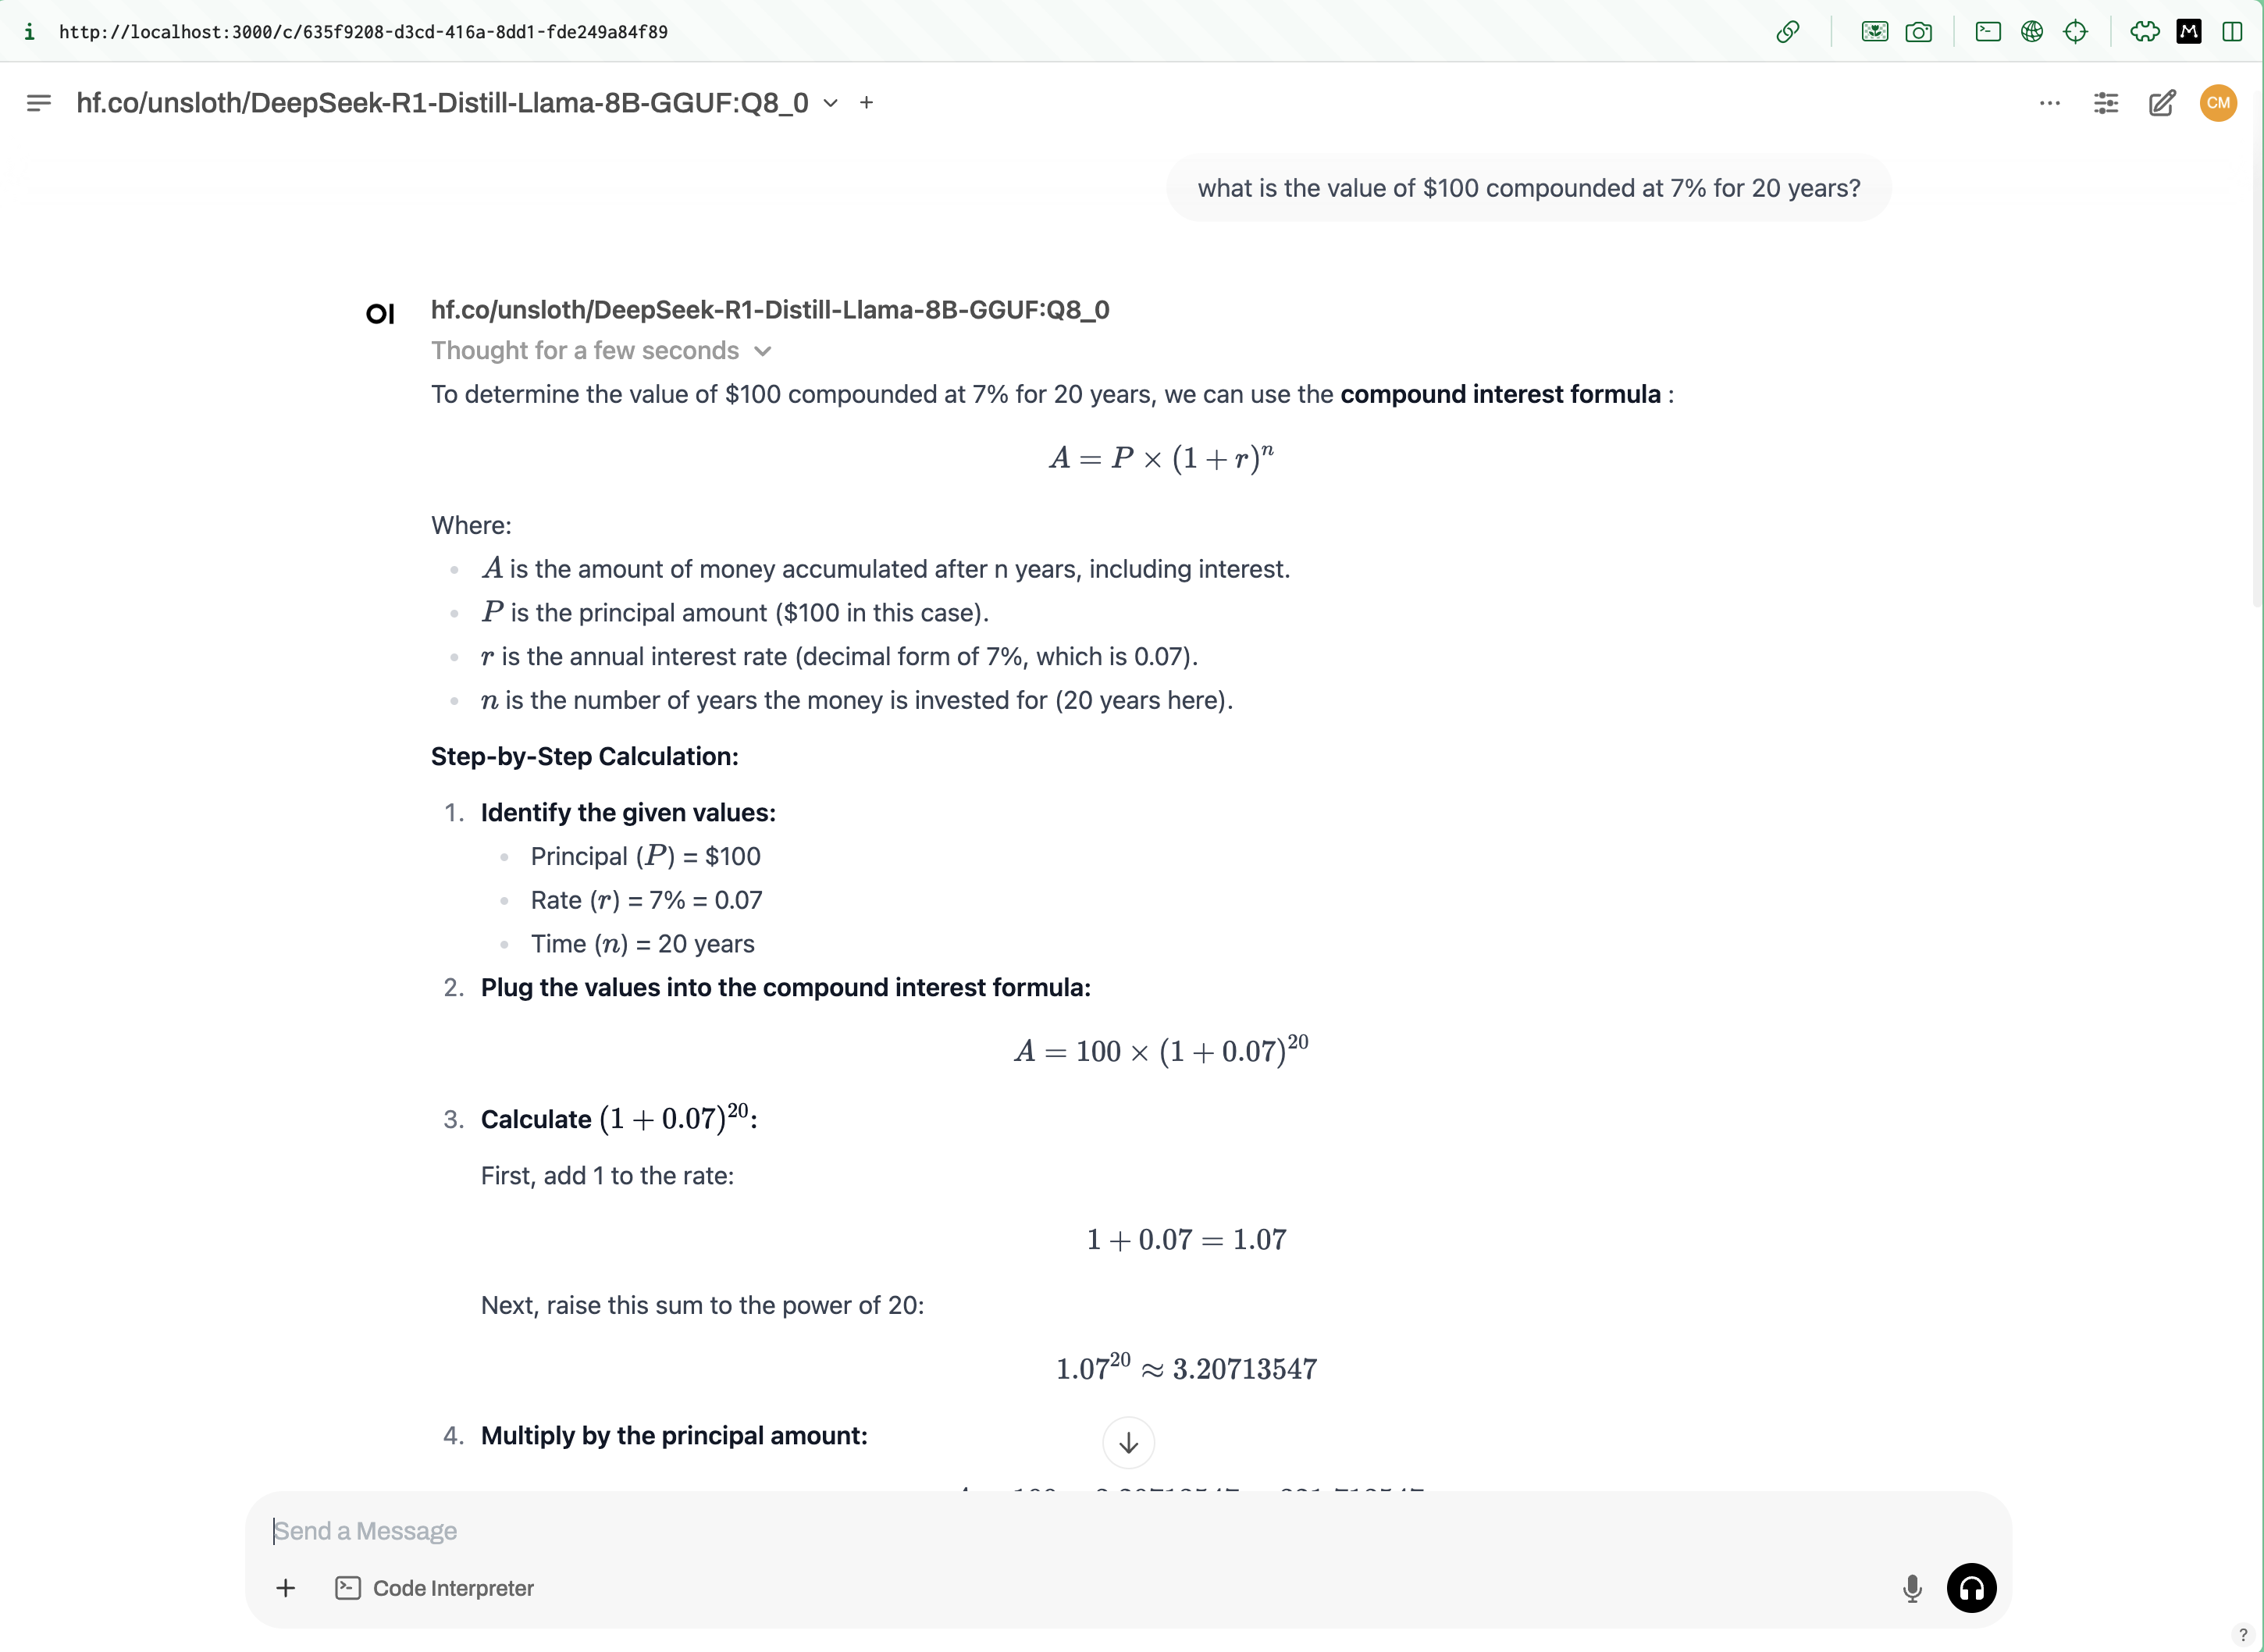 http://localhost:3000/c/635f9208-d3cd-416a-8dd1-fde249a84f89
hf.co/unsloth/DeepSeek-R1-Distill-Llama-8B-GGUF:Q8_0
CM
what is the value of $100 compounded at 7% for 20 years?
OI
hf.co/unsloth/DeepSeek-R1-Distill-Llama-8B-GGUF:Q8_0
Thought for a few seconds
To determine the value of $100 compounded at 7% for 20 years, we can use the compound interest formula :
A = P × (1 + r)ⁿ
Where:
A is the amount of money accumulated after n years, including interest.
P is the principal amount ($100 in this case).
r is the annual interest rate (decimal form of 7%, which is 0.07).
n is the number of years the money is invested for (20 years here).
Step-by-Step Calculation:
1. Identify the given values:
Principal (P) = $100
Rate (r) = 7% = 0.07
Time (n) = 20 years
2. Plug the values into the compound interest formula:
A = 100 × (1 + 0.07)²⁰
3. Calculate (1 + 0.07)²⁰:
First, add 1 to the rate:
1 + 0.07 = 1.07
Next, raise this sum to the power of 20:
1.07²⁰ ≈ 3.20713547
4. Multiply by the principal amount:
Send a Message
Code Interpreter
?